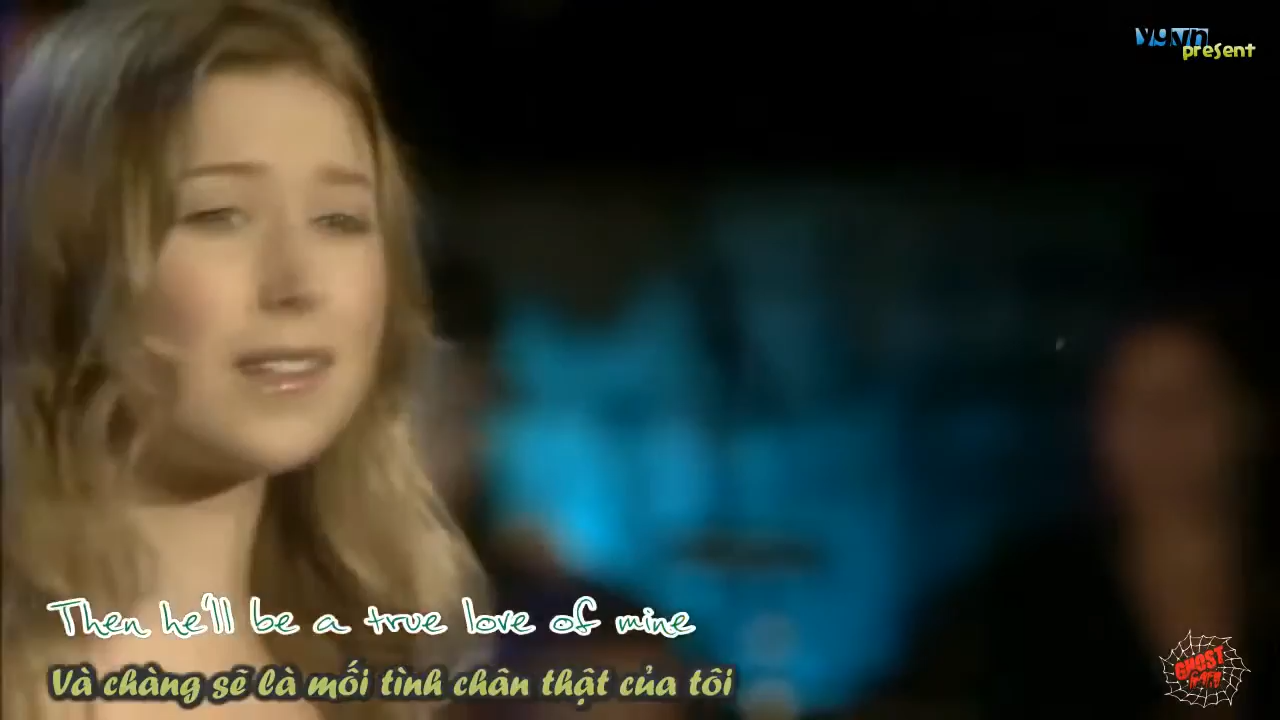 vgvn
present
Then he'll be a true love of mine
Và chàng sẽ là mối tình chân thật của tôi
GHOST